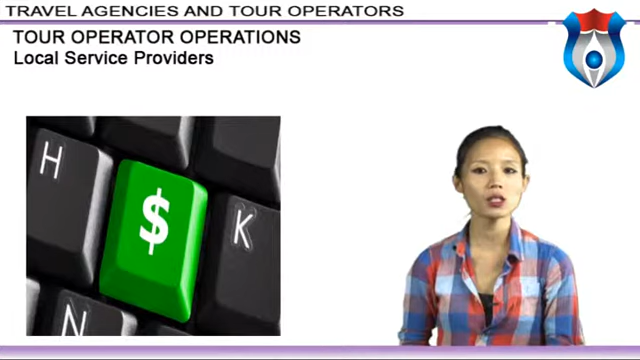 TRAVEL AGENCIES AND TOUR OPERATORS
TOUR OPERATOR OPERATIONS
Local Service Providers
H
$
K
N